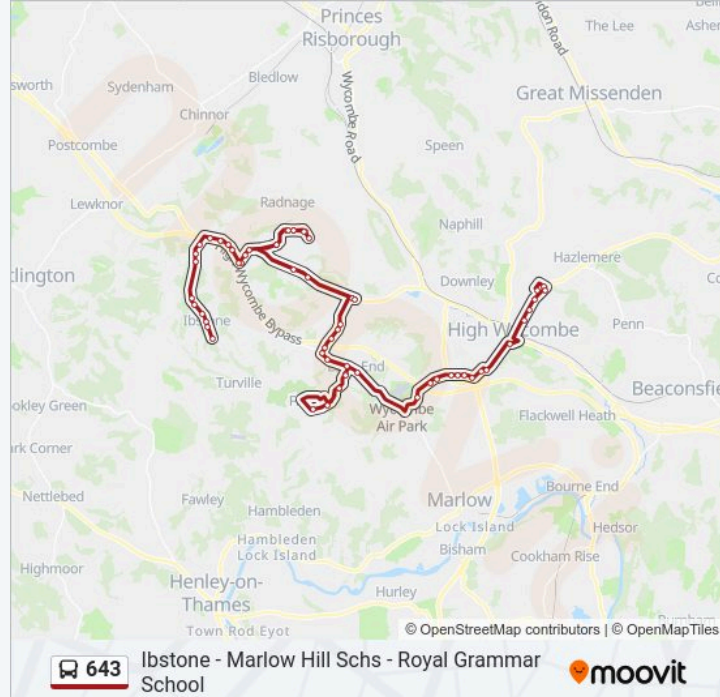 Princes
Risborough
The Lee
Sydenham
Bledlow
Great Missenden
Chinnor
Wycombe Road
Postcombe
Speen
Lewknor
Radnage
Naphill
Hazlemere
Downley
Wycombe Bypass
High Wycombe
Penn
Ibstone
Beaconsfie
Turville
Air Park
Flackwell Heath
Nettlebed
Bourne End
Fawley
Hambleden
Marlow
Lock Island
Hedsor
Hambleden
Lock Island
Bisham
Cookham Rise
Highmoor
Hurley
Henley-on-
Thames
Town Rod Eyot
© OpenStreetMap contributors | © OpenMapTiles
643
Ibstone - Marlow Hill Schs - Royal Grammar
School
moovit